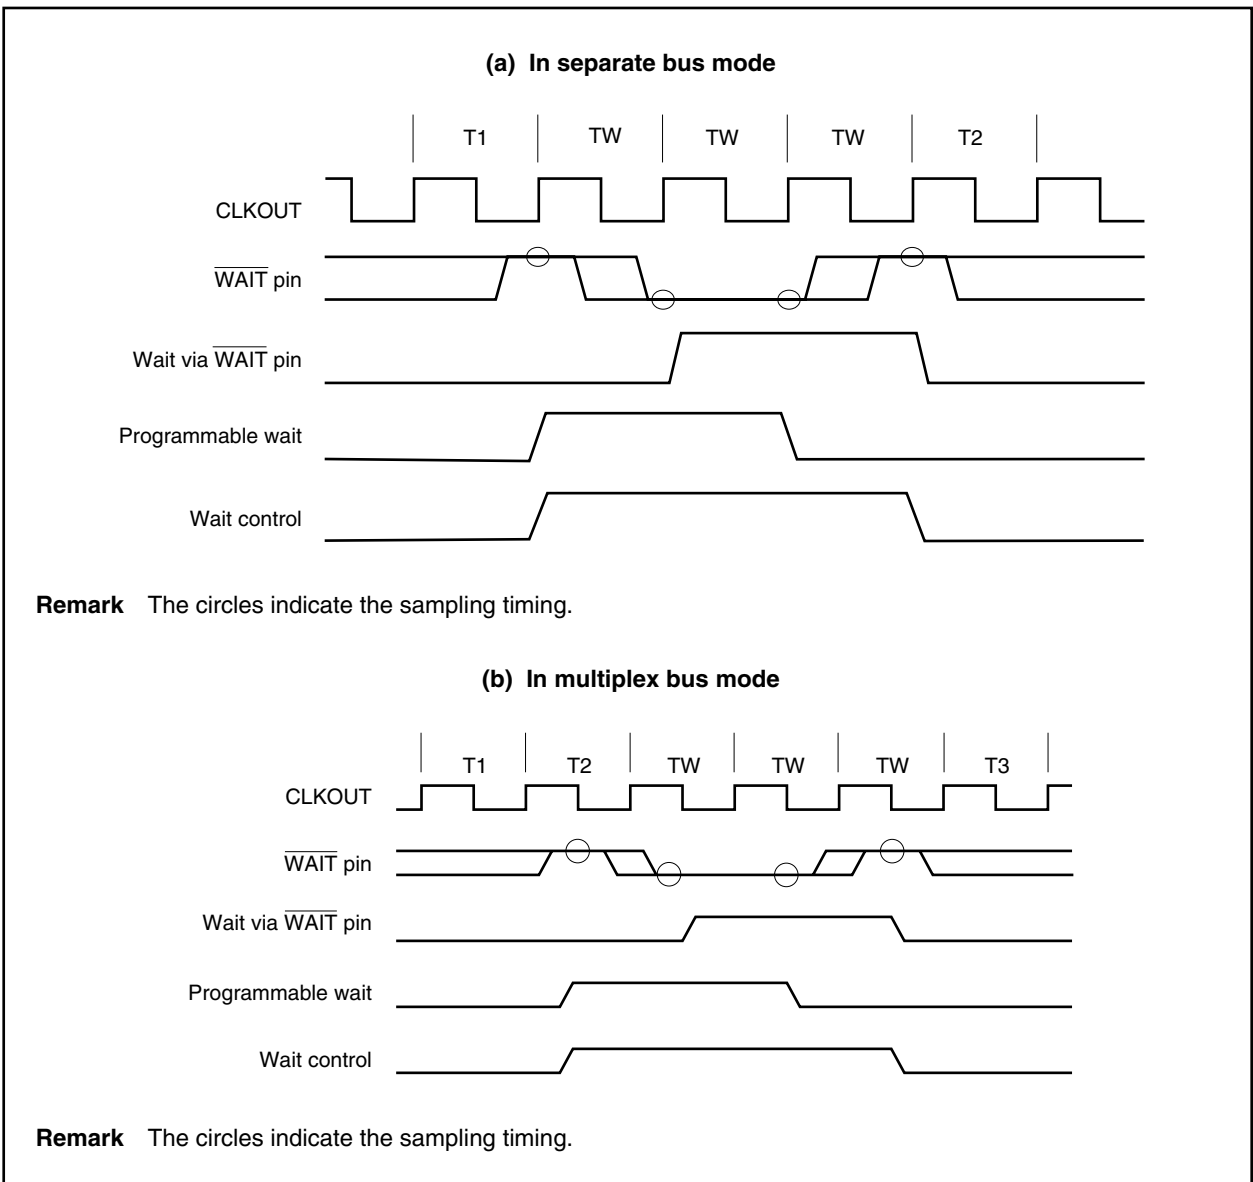 (a) In separate bus mode
T1 TW TW TW T2
CLKOUT
WAIT pin
Wait via WAIT pin
Programmable wait
Wait control
Remark The circles indicate the sampling timing.
(b) In multiplex bus mode
T1 T2 TW TW TW T3
CLKOUT
WAIT pin
Wait via WAIT pin
Programmable wait
Wait control
Remark The circles indicate the sampling timing.